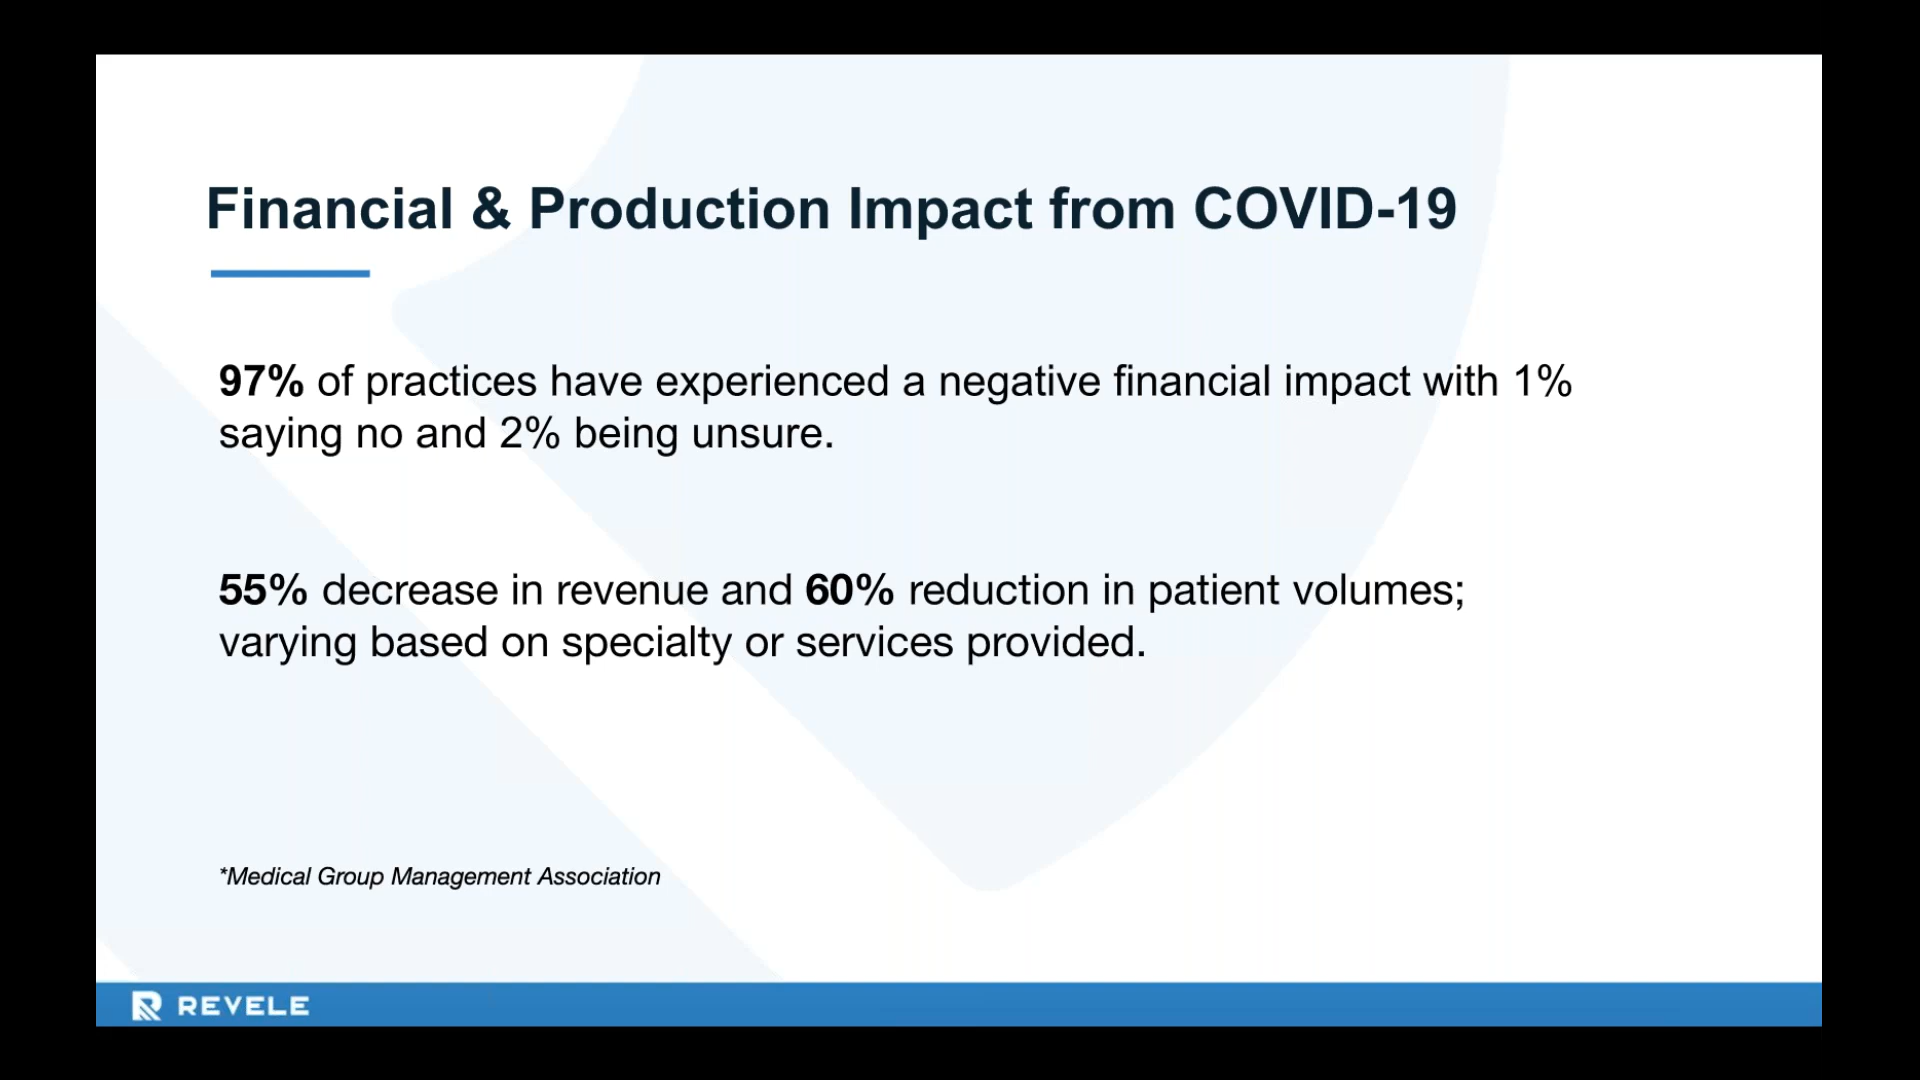 Financial & Production Impact from COVID-19
97% of practices have experienced a negative financial impact with 1%
saying no and 2% being unsure.
55% decrease in revenue and 60% reduction in patient volumes;
varying based on specialty or services provided.
*Medical Group Management Association
REVELE